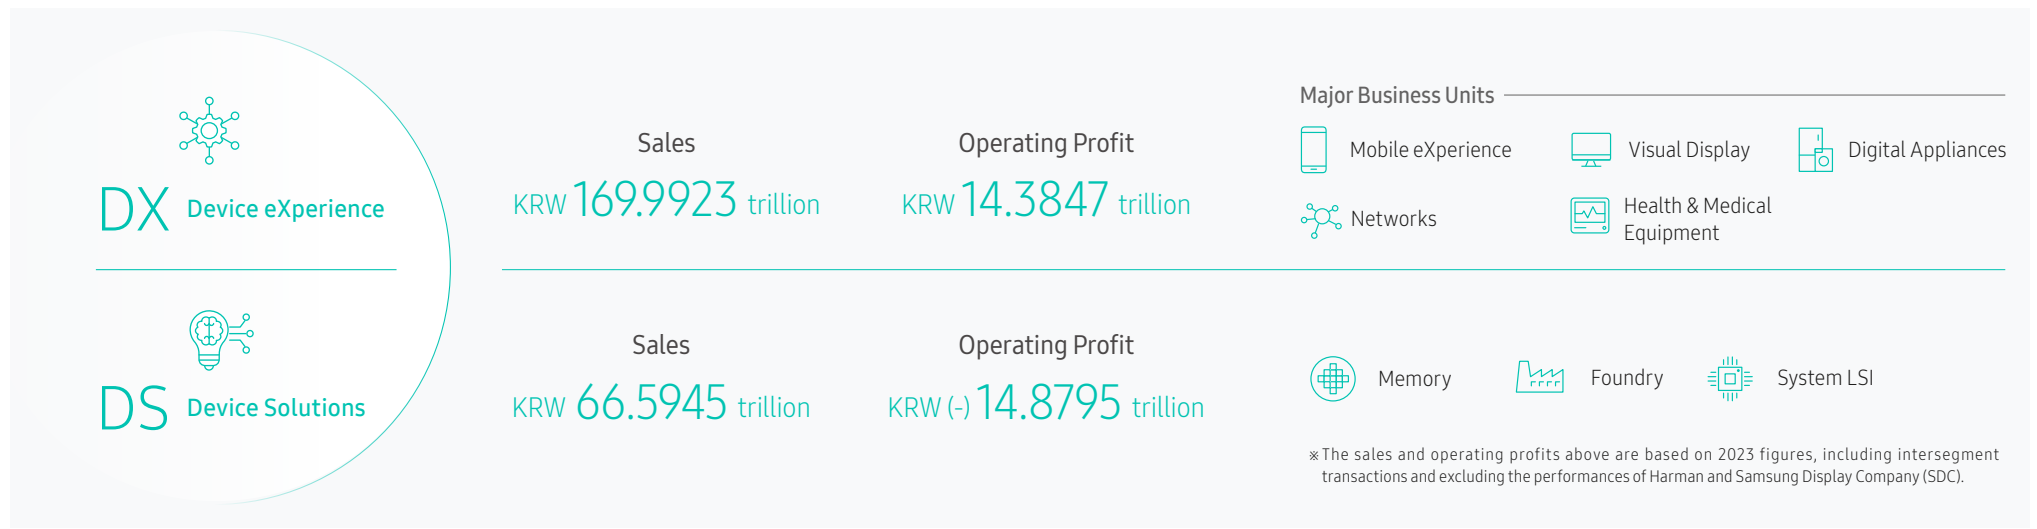 DX Device eXperience
Sales
KRW 169.9923 trillion
Operating Profit
KRW 14.3847 trillion
Major Business Units
Mobile eXperience
Visual Display
Digital Appliances
Networks
Health & Medical
Equipment
DS Device Solutions
Sales
KRW 66.5945 trillion
Operating Profit
KRW (-) 14.8795 trillion
Memory
Foundry
System LSI
※ The sales and operating profits above are based on 2023 figures, including intersegment
transactions and excluding the performances of Harman and Samsung Display Company (SDC).